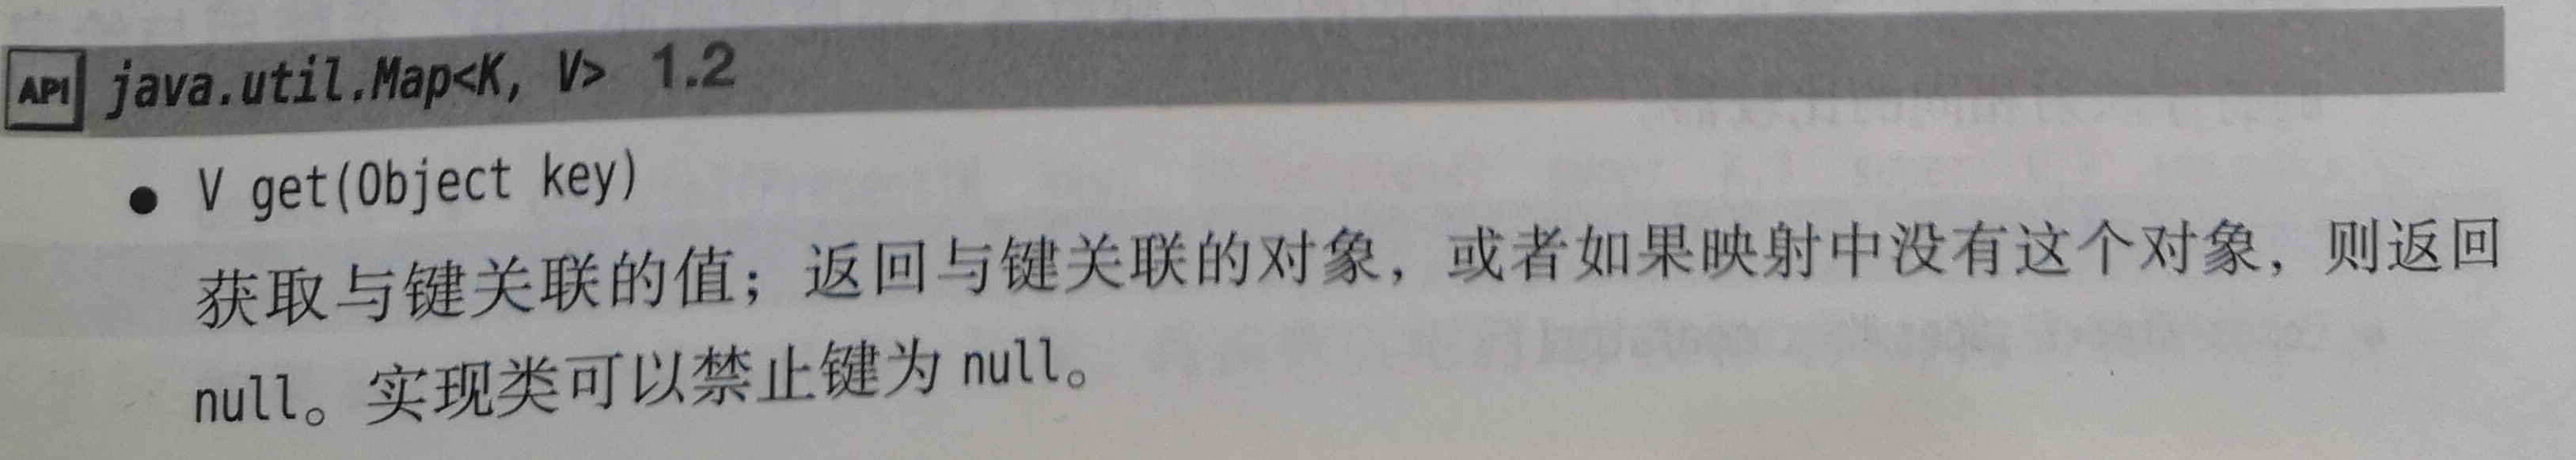 API java.util.Map<K, V> 1.2
● V get(Object key)
获取与键关联的值；返回与键关联的对象，或者如果映射中没有这个对象，则返回
null。实现类可以禁止键为 null。